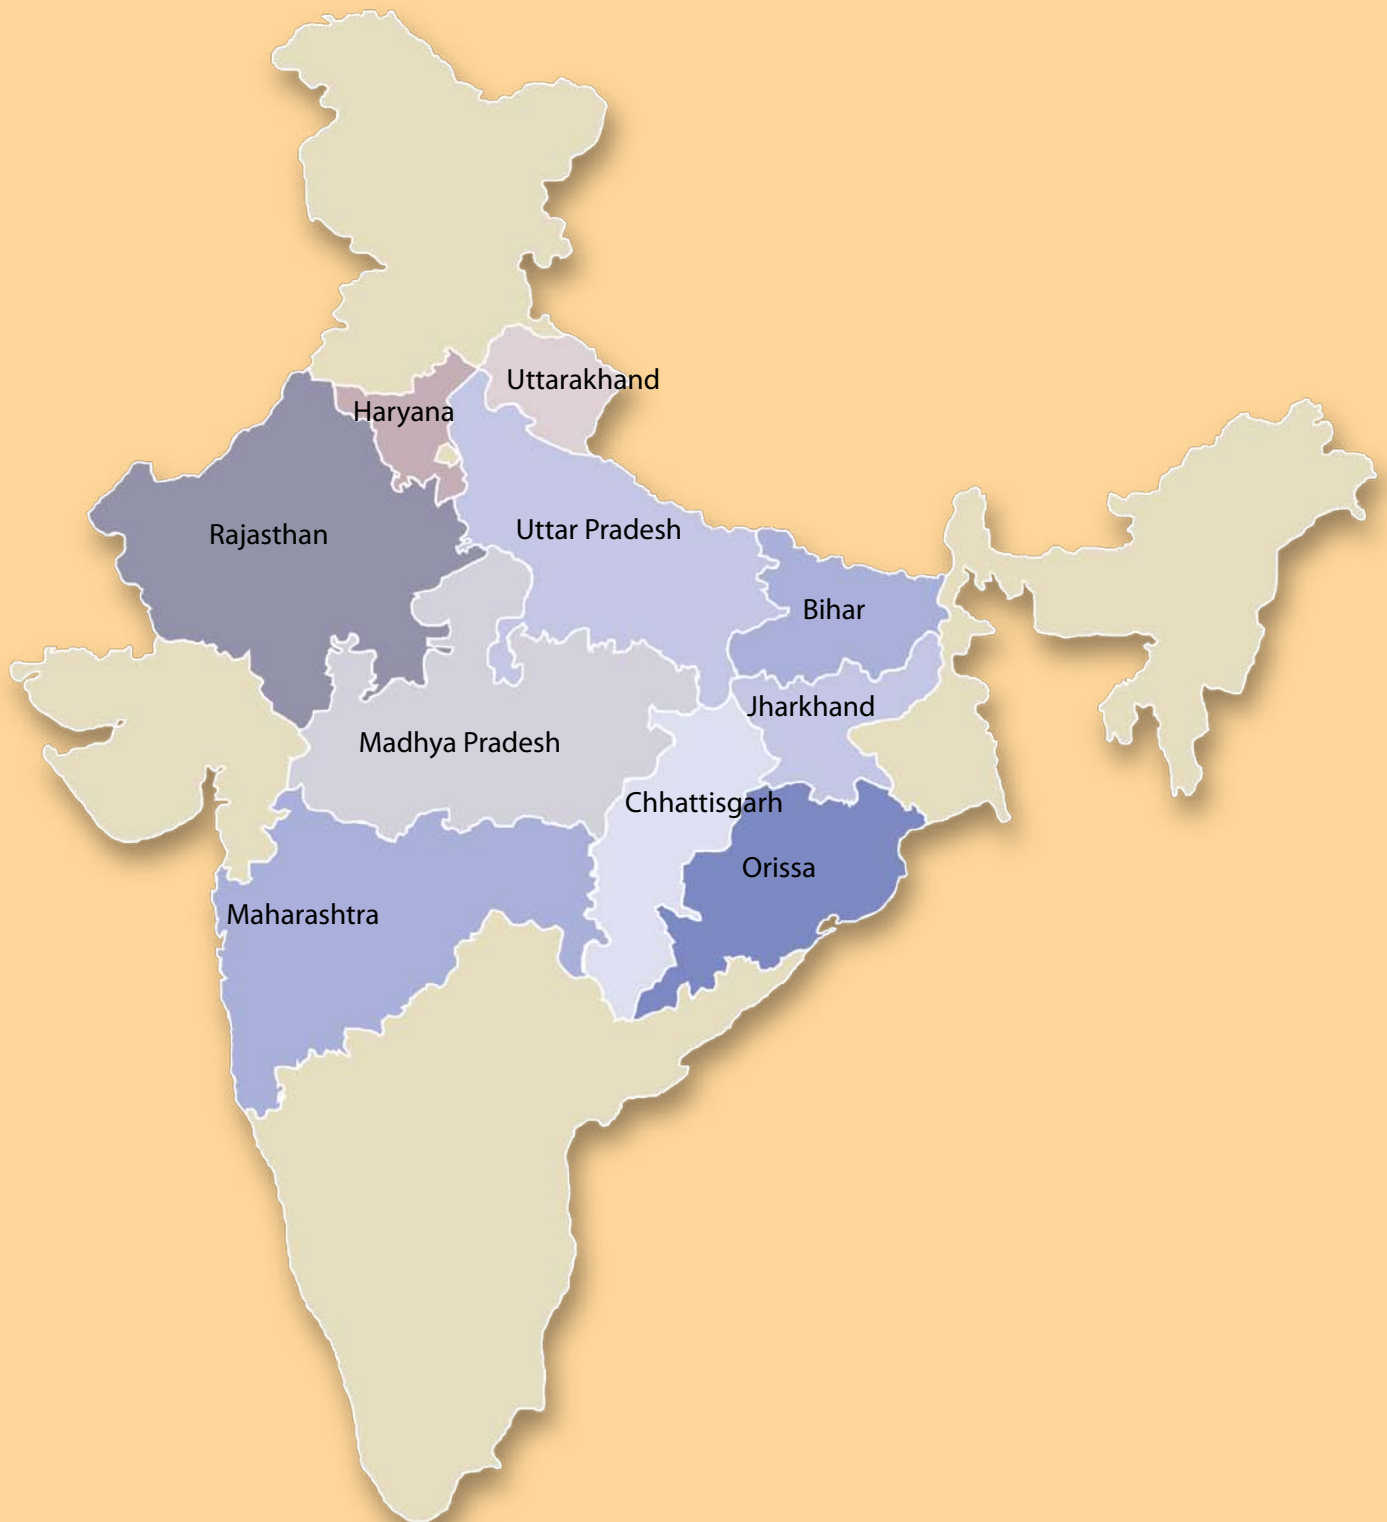 Uttarakhand
Haryana
Rajasthan
Uttar Pradesh
Bihar
Jharkhand
Madhya Pradesh
Chhattisgarh
Orissa
Maharashtra